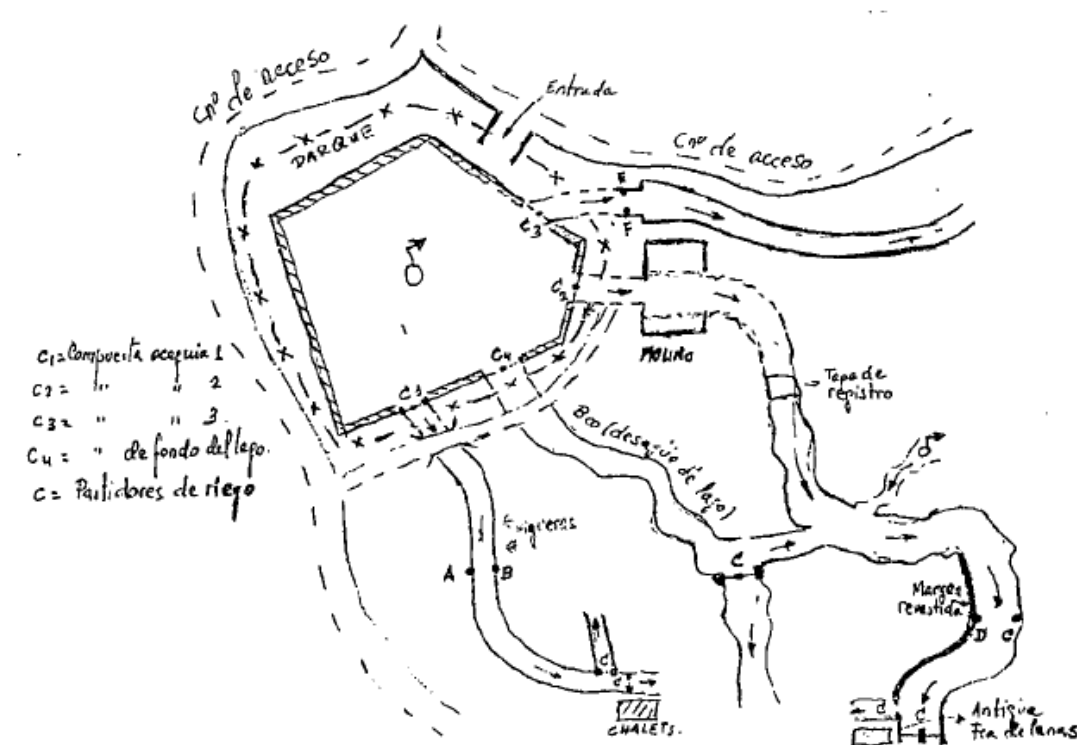 Cnº de acceso
Entrada
DARQUE
Cnº de acceso
E
F
C3
C2
C4
C1
MOLINO
Tapa de
registro
C1= Compuerta acequia 1
C2= " " 2
C3= " " 3.
C4= " de fondo del lago.
C= Partidores de riego
Bco (desagüe de lago)
A
B
C
Margen
revestida
D
C
C
C
CHALETS.
C
C
Antigua
Fca de lanas